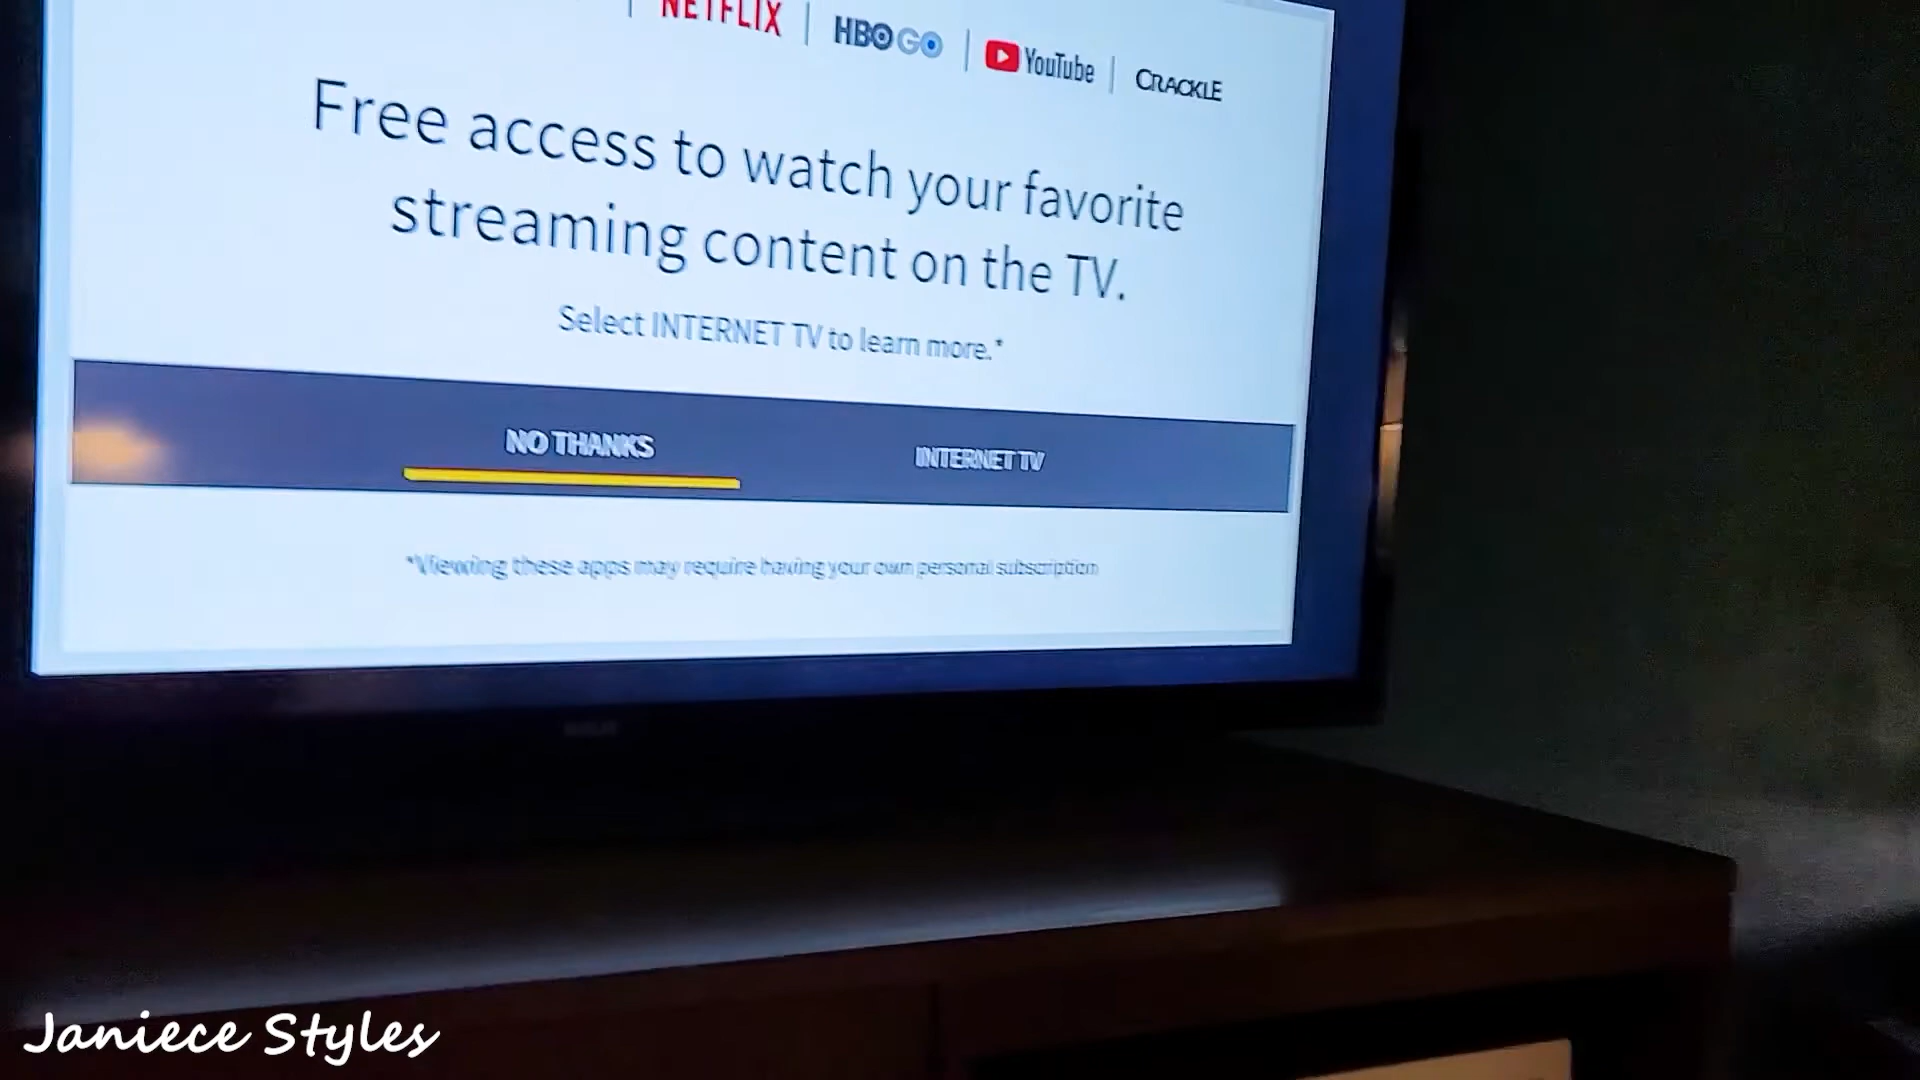 NETFLIX | HBO GO | YouTube | CRACKLE
Free access to watch your favorite
streaming content on the TV.
Select INTERNET TV to learn more.*
NO THANKS INTERNET TV
*Viewing these apps may require having your own personal subscription
Janiece Styles